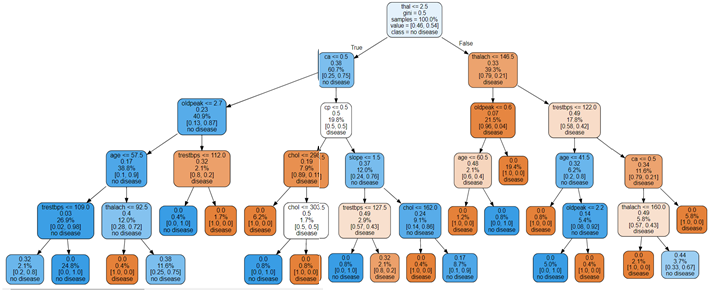 thal <= 2.5
gini = 0.5
samples = 100.0%
value = [0.46, 0.54]
class = no disease
True
False
ca <= 0.5
0.38
60.7%
[0.25, 0.75]
no disease
thalach <= 146.5
0.33
39.3%
[0.79, 0.21]
disease
oldpeak <= 2.7
0.23
40.9%
[0.13, 0.87]
no disease
cp <= 0.5
0.5
19.8%
[0.5, 0.5]
disease
oldpeak <= 0.6
0.07
21.5%
[0.96, 0.04]
disease
trestbps <= 122.0
0.49
17.8%
[0.58, 0.42]
disease
age <= 57.5
0.17
38.8%
[0.1, 0.9]
no disease
trestbps <= 112.0
0.32
2.1%
[0.8, 0.2]
disease
chol <=
0.19
7.9%
[0.89, 0.11]
disease
slope <= 1.5
0.37
12.0%
[0.24, 0.76]
no disease
age <= 60.5
0.48
2.1%
[0.6, 0.4]
disease
0.0
19.4%
[1.0, 0.0]
disease
age <= 41.5
0.32
6.2%
[0.2, 0.8]
no disease
ca <= 0.5
0.34
11.6%
[0.79, 0.21]
disease
trestbps <= 109.0
0.03
26.9%
[0.02, 0.98]
no disease
thalach <= 92.5
0.4
12.0%
[0.28, 0.72]
no disease
0.0
0.4%
[0.0, 1.0]
no disease
0.0
1.7%
[1.0, 0.0]
disease
0.0
6.2%
[1.0, 0.0]
disease
chol <=
0.5
1.7%
[0.5, 0.5]
disease
trestbps <= 127.5
0.49
2.9%
[0.57, 0.43]
disease
chol <= 162.0
0.24
9.1%
[0.14, 0.86]
no disease
0.0
1.2%
[1.0, 0.0]
disease
0.0
0.8%
[0.0, 1.0]
no disease
0.0
0.8%
[1.0, 0.0]
disease
oldpeak <= 2.2
0.14
5.4%
[0.08, 0.92]
no disease
thalach <= 160.0
0.49
5.8%
[0.57, 0.43]
disease
0.0
5.8%
[1.0, 0.0]
disease
0.32
2.1%
[0.2, 0.8]
no disease
0.0
24.8%
[0.0, 1.0]
no disease
0.0
0.4%
[1.0, 0.0]
disease
0.38
11.6%
[0.25, 0.75]
no disease
0.0
0.8%
[0.0, 1.0]
no disease
0.0
0.8%
[1.0, 0.0]
disease
0.0
0.8%
[0.0, 1.0]
no disease
0.32
2.1%
[0.8, 0.2]
disease
0.0
0.4%
[1.0, 0.0]
disease
0.17
8.7%
[0.1, 0.9]
no disease
0.0
5.0%
[0.0, 1.0]
no disease
0.0
0.4%
[1.0, 0.0]
disease
0.0
2.1%
[1.0, 0.0]
disease
0.44
3.7%
[0.33, 0.67]
no disease